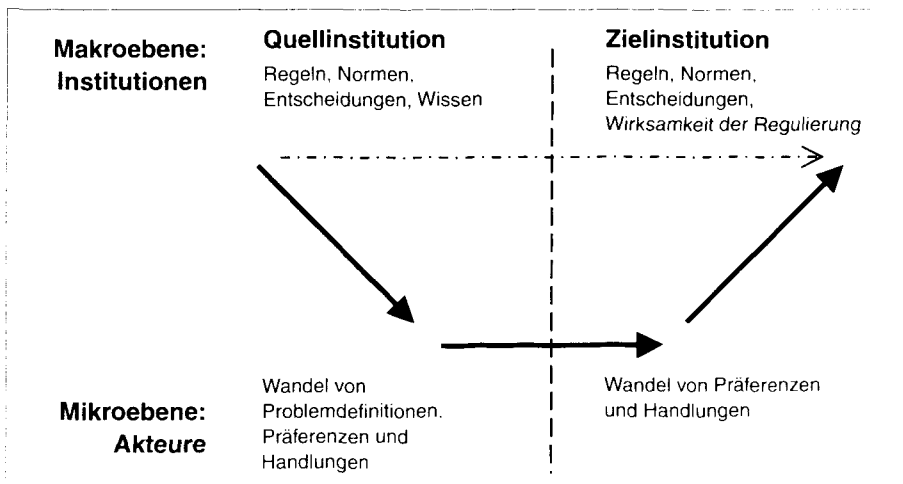 Makroebene:
Institutionen
Quellinstitution
Regeln, Normen,
Entscheidungen, Wissen
Zielinstitution
Regeln, Normen,
Entscheidungen,
Wirksamkeit der Regulierung
Mikroebene:
Akteure
Wandel von
Problemdefinitionen.
Präferenzen und
Handlungen
Wandel von Präferenzen
und Handlungen